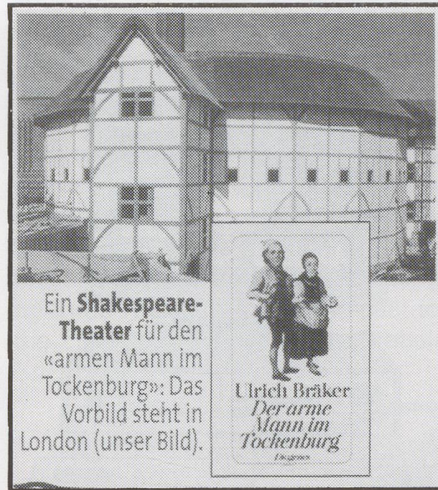 Ein Shakespeare-
Theater für den
«armen Mann im
Tockenburg»: Das
Vorbild steht in
London (unser Bild).
Ulrich Bräker
Der arme
Mann im
Tockenburg
Diogenes